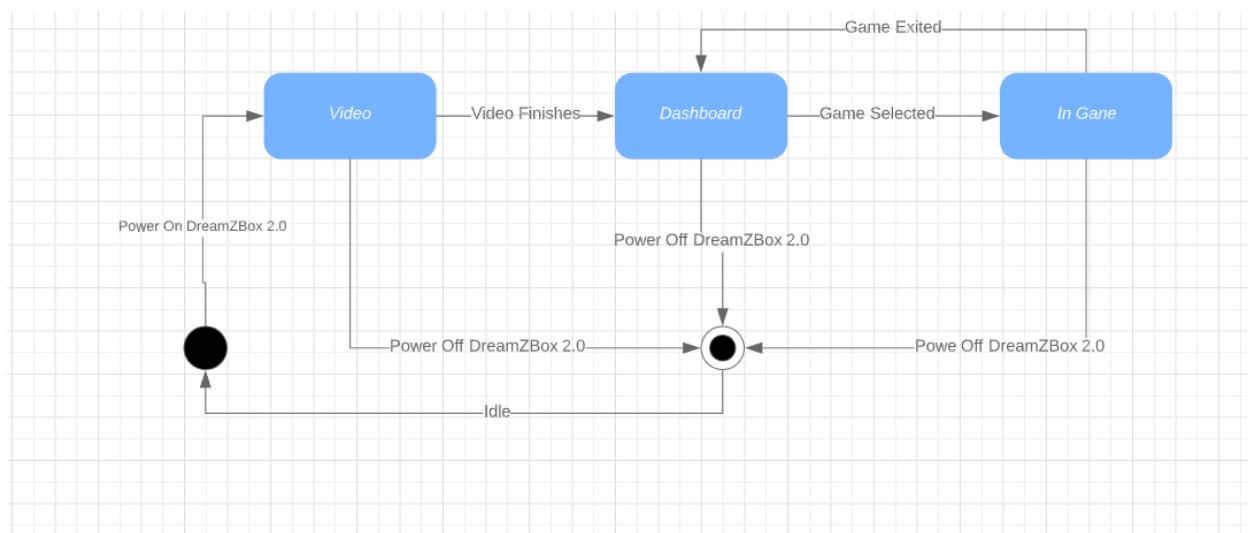 Game Exited
Video
Video Finishes
Dashboard
Game Selected
In Gane
Power On DreamZBox 2.0
Power Off DreamZBox 2.0
Power Off DreamZBox 2.0
Powe Off DreamZBox 2.0
Idle